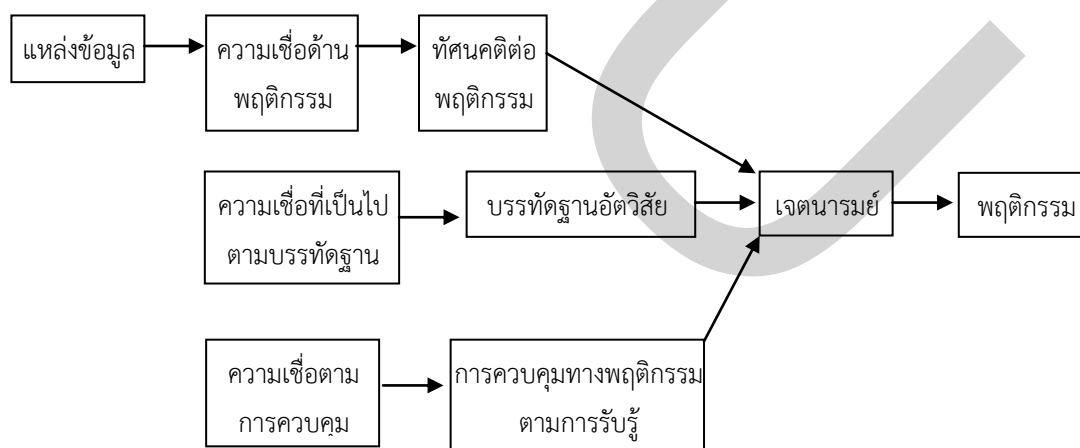 แหล่งข้อมูล
ความเชื่อด้าน
พฤติกรรม
ทัศนคติต่อ
พฤติกรรม
ความเชื่อที่เป็นไป
ตามบรรทัดฐาน
บรรทัดฐานอัตวิสัย
เจตนารมย์
พฤติกรรม
ความเชื่อตาม
การควบคุม
การควบคุมทางพฤติกรรม
ตามการรับรู้